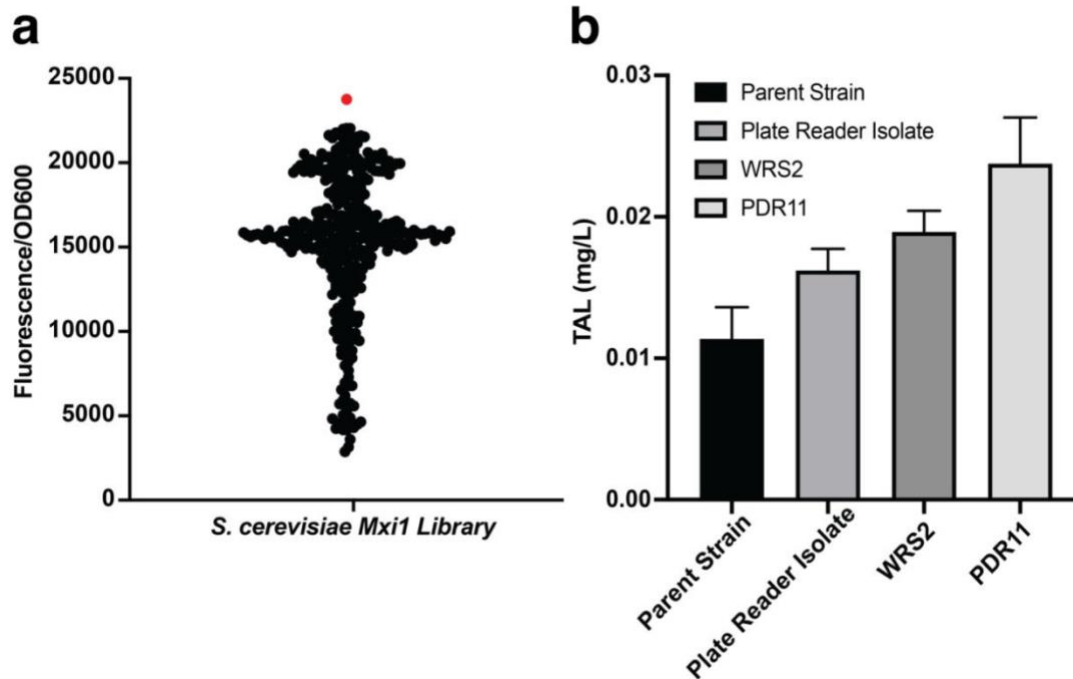 a
25000
20000
15000
10000
5000
0
Fluorescence/OD600
S. cerevisiae Mxi1 Library
b
0.03
0.02
0.01
0.00
TAL (mg/L)
Parent Strain
Plate Reader Isolate
WRS2
PDR11
Parent Strain
Plate Reader Isolate
WRS2
PDR11